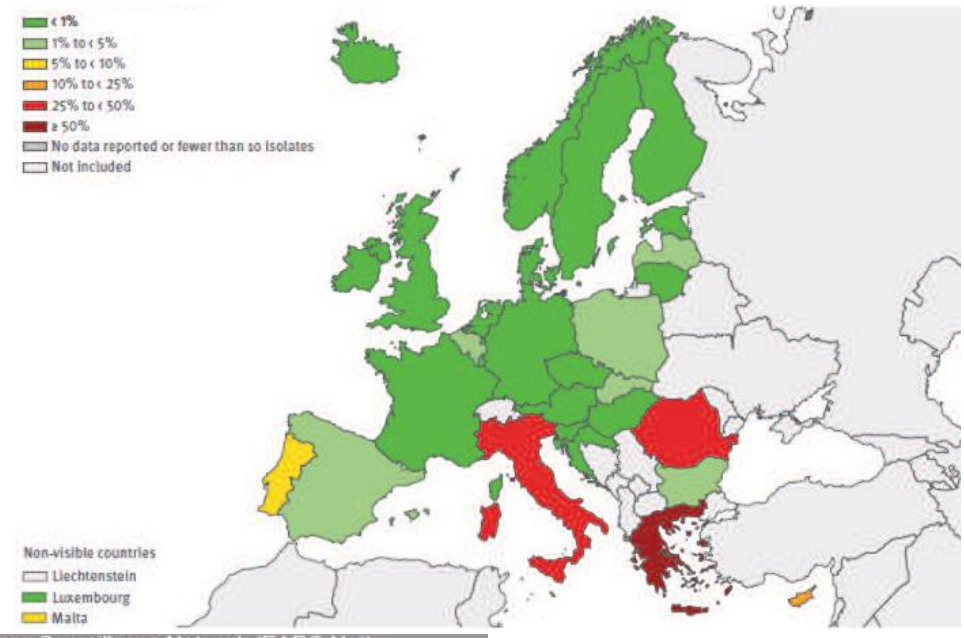 < 1%
1% to < 5%
5% to < 10%
10% to < 25%
25% to < 50%
≥ 50%
No data reported or fewer than 10 isolates
Not included
Non-visible countries
Liechtenstein
Luxembourg
Malta